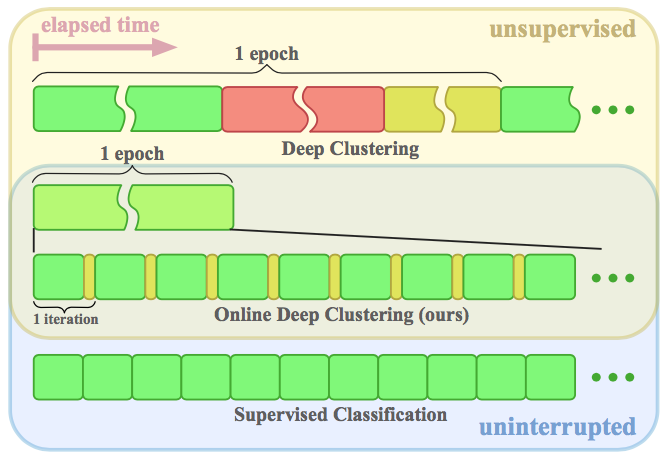 elapsed time
unsupervised
1 epoch
Deep Clustering
1 epoch
1 iteration
Online Deep Clustering (ours)
Supervised Classification
uninterrupted